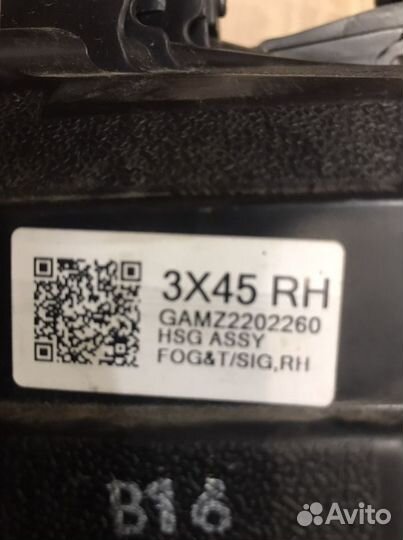 3X45 RH
GAMZ2202260
HSG ASSY
FOG&T/SIG,RH
B16
Avito